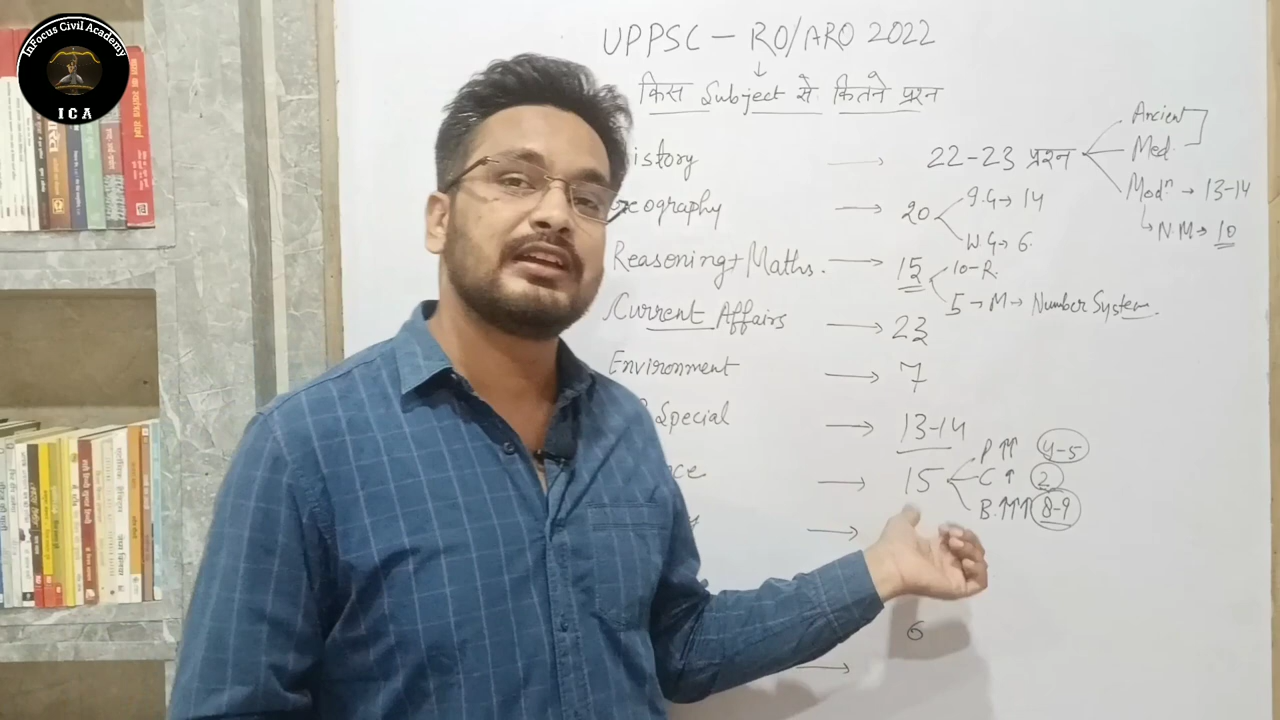 InFocus Civil Academy
ICA
UPPSC - RO/ARO 2022
किस Subject से कितने प्रश्न
istory → 22-23 प्रश्न
Ancient
Med.
Modⁿ → 13-14
↳ N.M → 10
eography → 20
I.G → 14
W.G → 6.
Reasoning + Maths. → 15
10-R.
5 → M → Number System.
Current Affairs → 23
Environment → 7
Special → 13-14
ce → 15
P ↑↑ 4-5
C ↑ 2
B.↑↑↑ 8-9
→
6
→